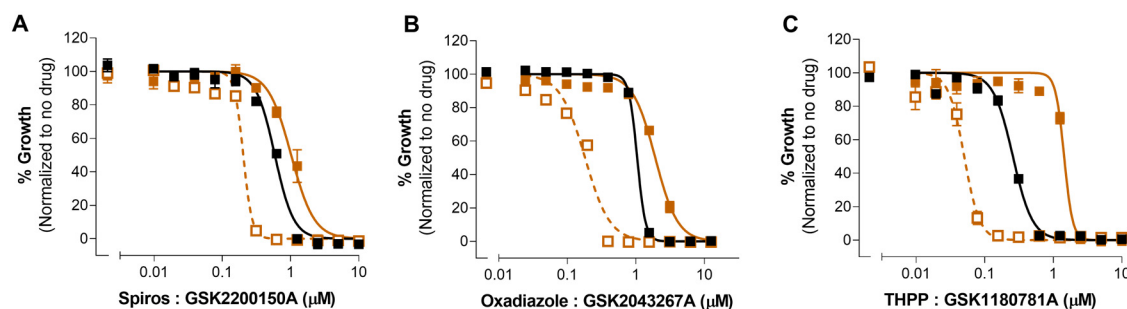 A
% Growth
(Normalized to no drug)
120
100
80
60
40
20
0
0.01
0.1
1
10
Spiros : GSK2200150A (μM)
B
% Growth
(Normalized to no drug)
120
100
80
60
40
20
0
0.01
0.1
1
10
Oxadiazole : GSK2043267A (μM)
C
% Growth
(Normalized to no drug)
120
100
80
60
40
20
0
0.01
0.1
1
10
THPP : GSK1180781A (μM)